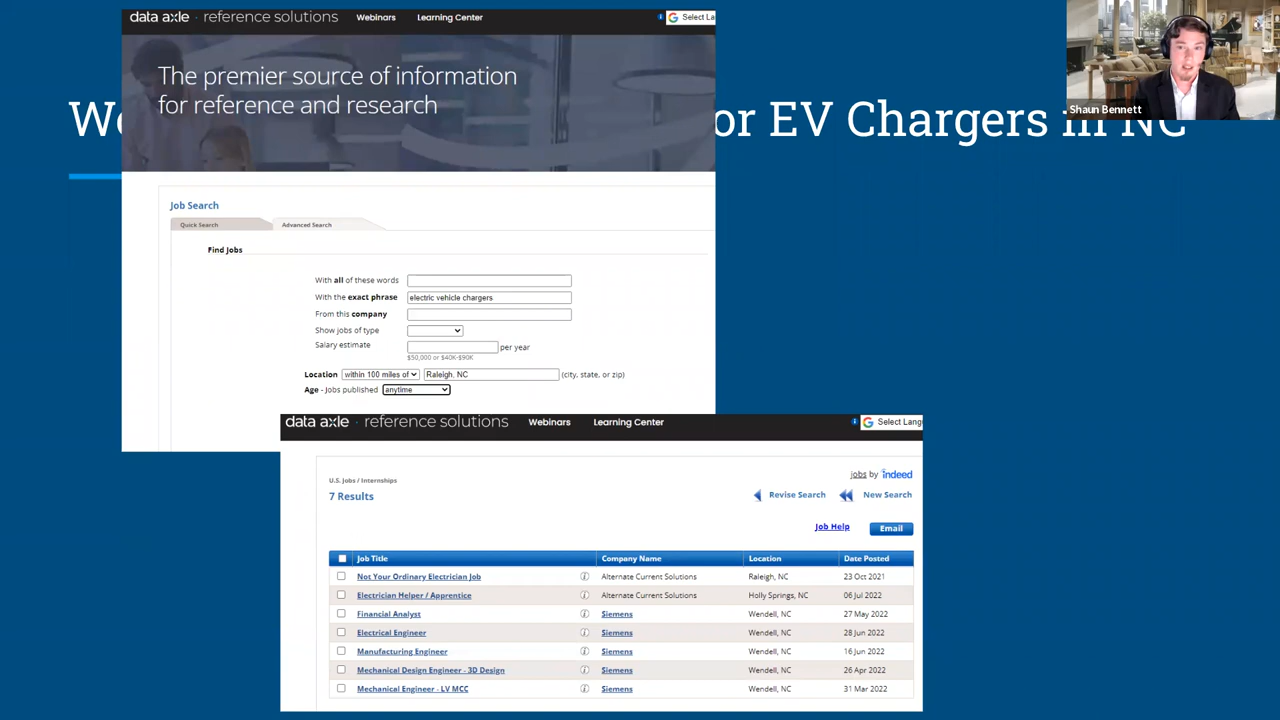 data axle · reference solutions Webinars Learning Center Select La
The premier source of information
for reference and research
or EV Chargers in NC
Shaun Bennett
Job Search
Quick Search Advanced Search
Find Jobs
With all of these words
With the exact phrase electric vehicle chargers
From this company
Show jobs of type
Salary estimate per year
$50,000 or $40K-$90K
Location within 100 miles of Raleigh, NC (city, state, or zip)
Age - Jobs published anytime
data axle · reference solutions Webinars Learning Center Select Langu
U.S. Jobs / Internships jobs by indeed
7 Results Revise Search New Search
Job Help Email
Job Title Company Name Location Date Posted
Not Your Ordinary Electrician Job Alternate Current Solutions Raleigh, NC 23 Oct 2021
Electrician Helper / Apprentice Alternate Current Solutions Holly Springs, NC 06 Jul 2022
Financial Analyst Siemens Wendell, NC 27 May 2022
Electrical Engineer Siemens Wendell, NC 28 Jun 2022
Manufacturing Engineer Siemens Wendell, NC 16 Jun 2022
Mechanical Design Engineer - 3D Design Siemens Wendell, NC 26 Apr 2022
Mechanical Engineer - LV MCC Siemens Wendell, NC 31 Mar 2022